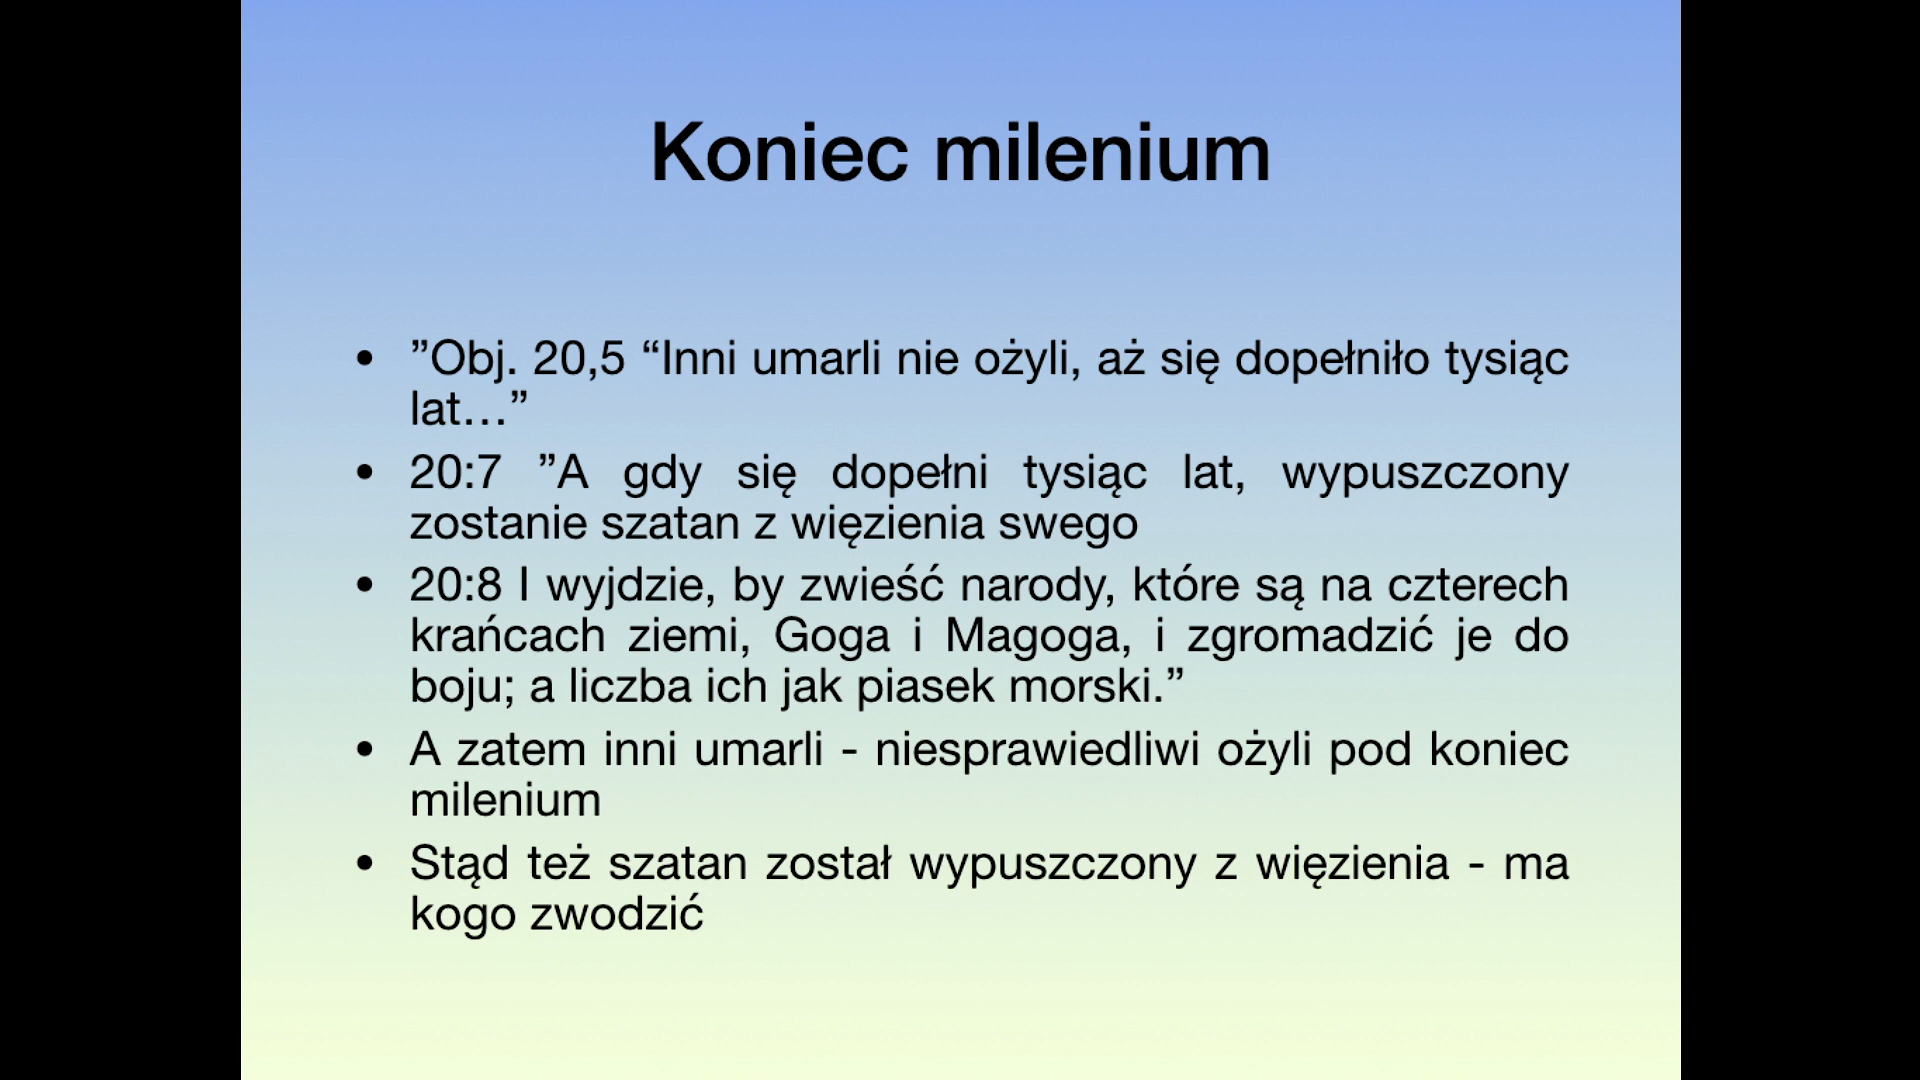 Koniec milenium
• ”Obj. 20,5 “Inni umarli nie ożyli, aż się dopełniło tysiąc
lat…”
• 20:7 ”A gdy się dopełni tysiąc lat, wypuszczony
zostanie szatan z więzienia swego
• 20:8 I wyjdzie, by zwieść narody, które są na czterech
krańcach ziemi, Goga i Magoga, i zgromadzić je do
boju; a liczba ich jak piasek morski.”
• A zatem inni umarli - niesprawiedliwi ożyli pod koniec
milenium
• Stąd też szatan został wypuszczony z więzienia - ma
kogo zwodzić